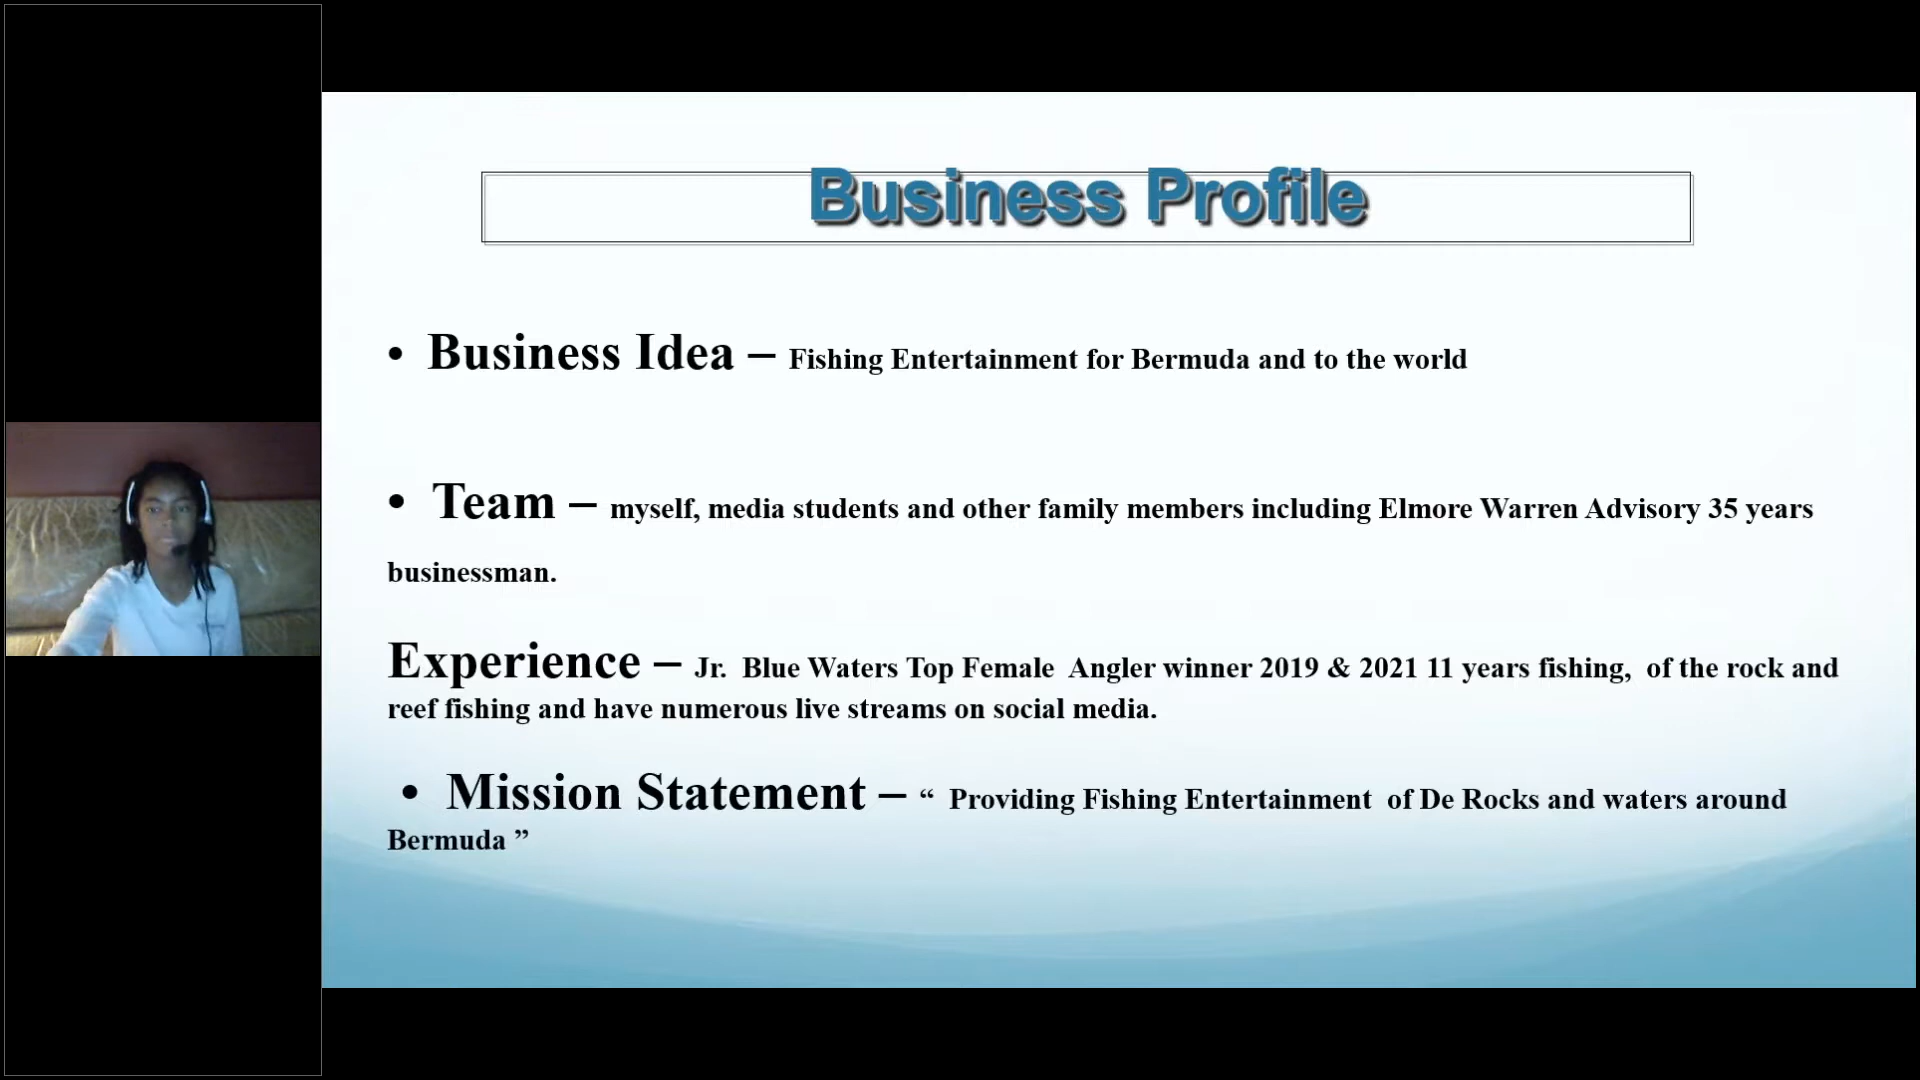 Business Profile
• Business Idea – Fishing Entertainment for Bermuda and to the world
• Team – myself, media students and other family members including Elmore Warren Advisory 35 years
businessman.
Experience – Jr. Blue Waters Top Female Angler winner 2019 & 2021 11 years fishing, of the rock and
reef fishing and have numerous live streams on social media.
• Mission Statement – “ Providing Fishing Entertainment of De Rocks and waters around
Bermuda ”